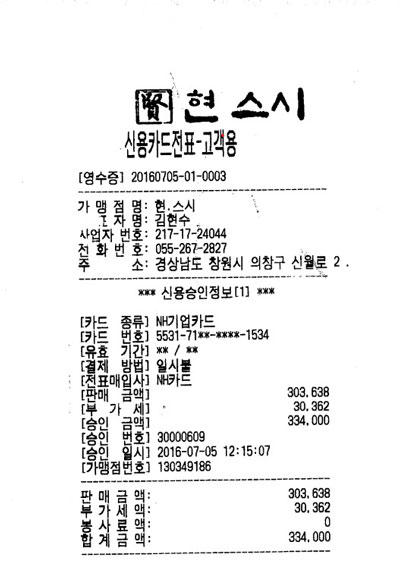 賢 현 스시
신용카드전표-고객용
[영수증] 20160705-01-0003
가 맹 점 명: 현.스시
표 자 명: 김현수
사업자 번호: 217-17-24044
전 화 번 호: 055-267-2827
주 소: 경상남도 창원시 의창구 신월로 2 .
*** 신용승인정보[1] ***
[카드 종류] NH기업카드
[카드 번호] 5531-71**-****-1534
[유효 기간] ** / **
[결제 방법] 일시불
[전표매입사] NH카드
[판매 금액] 303,638
[부 가 세] 30,362
[승인 금액] 334,000
[승인 번호] 30000609
[승인 일시] 2016-07-05 12:15:07
[가맹점번호] 130349186
판 매 금 액: 303,638
부 가 세 액: 30,362
봉 사 료 액: 0
합 계 금 액: 334,000